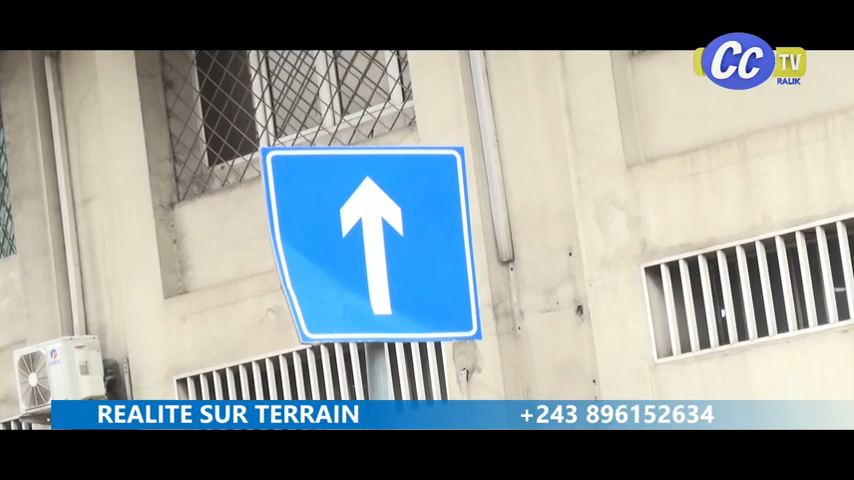 CC TV
RALIK
REALITE SUR TERRAIN
+243 896152634